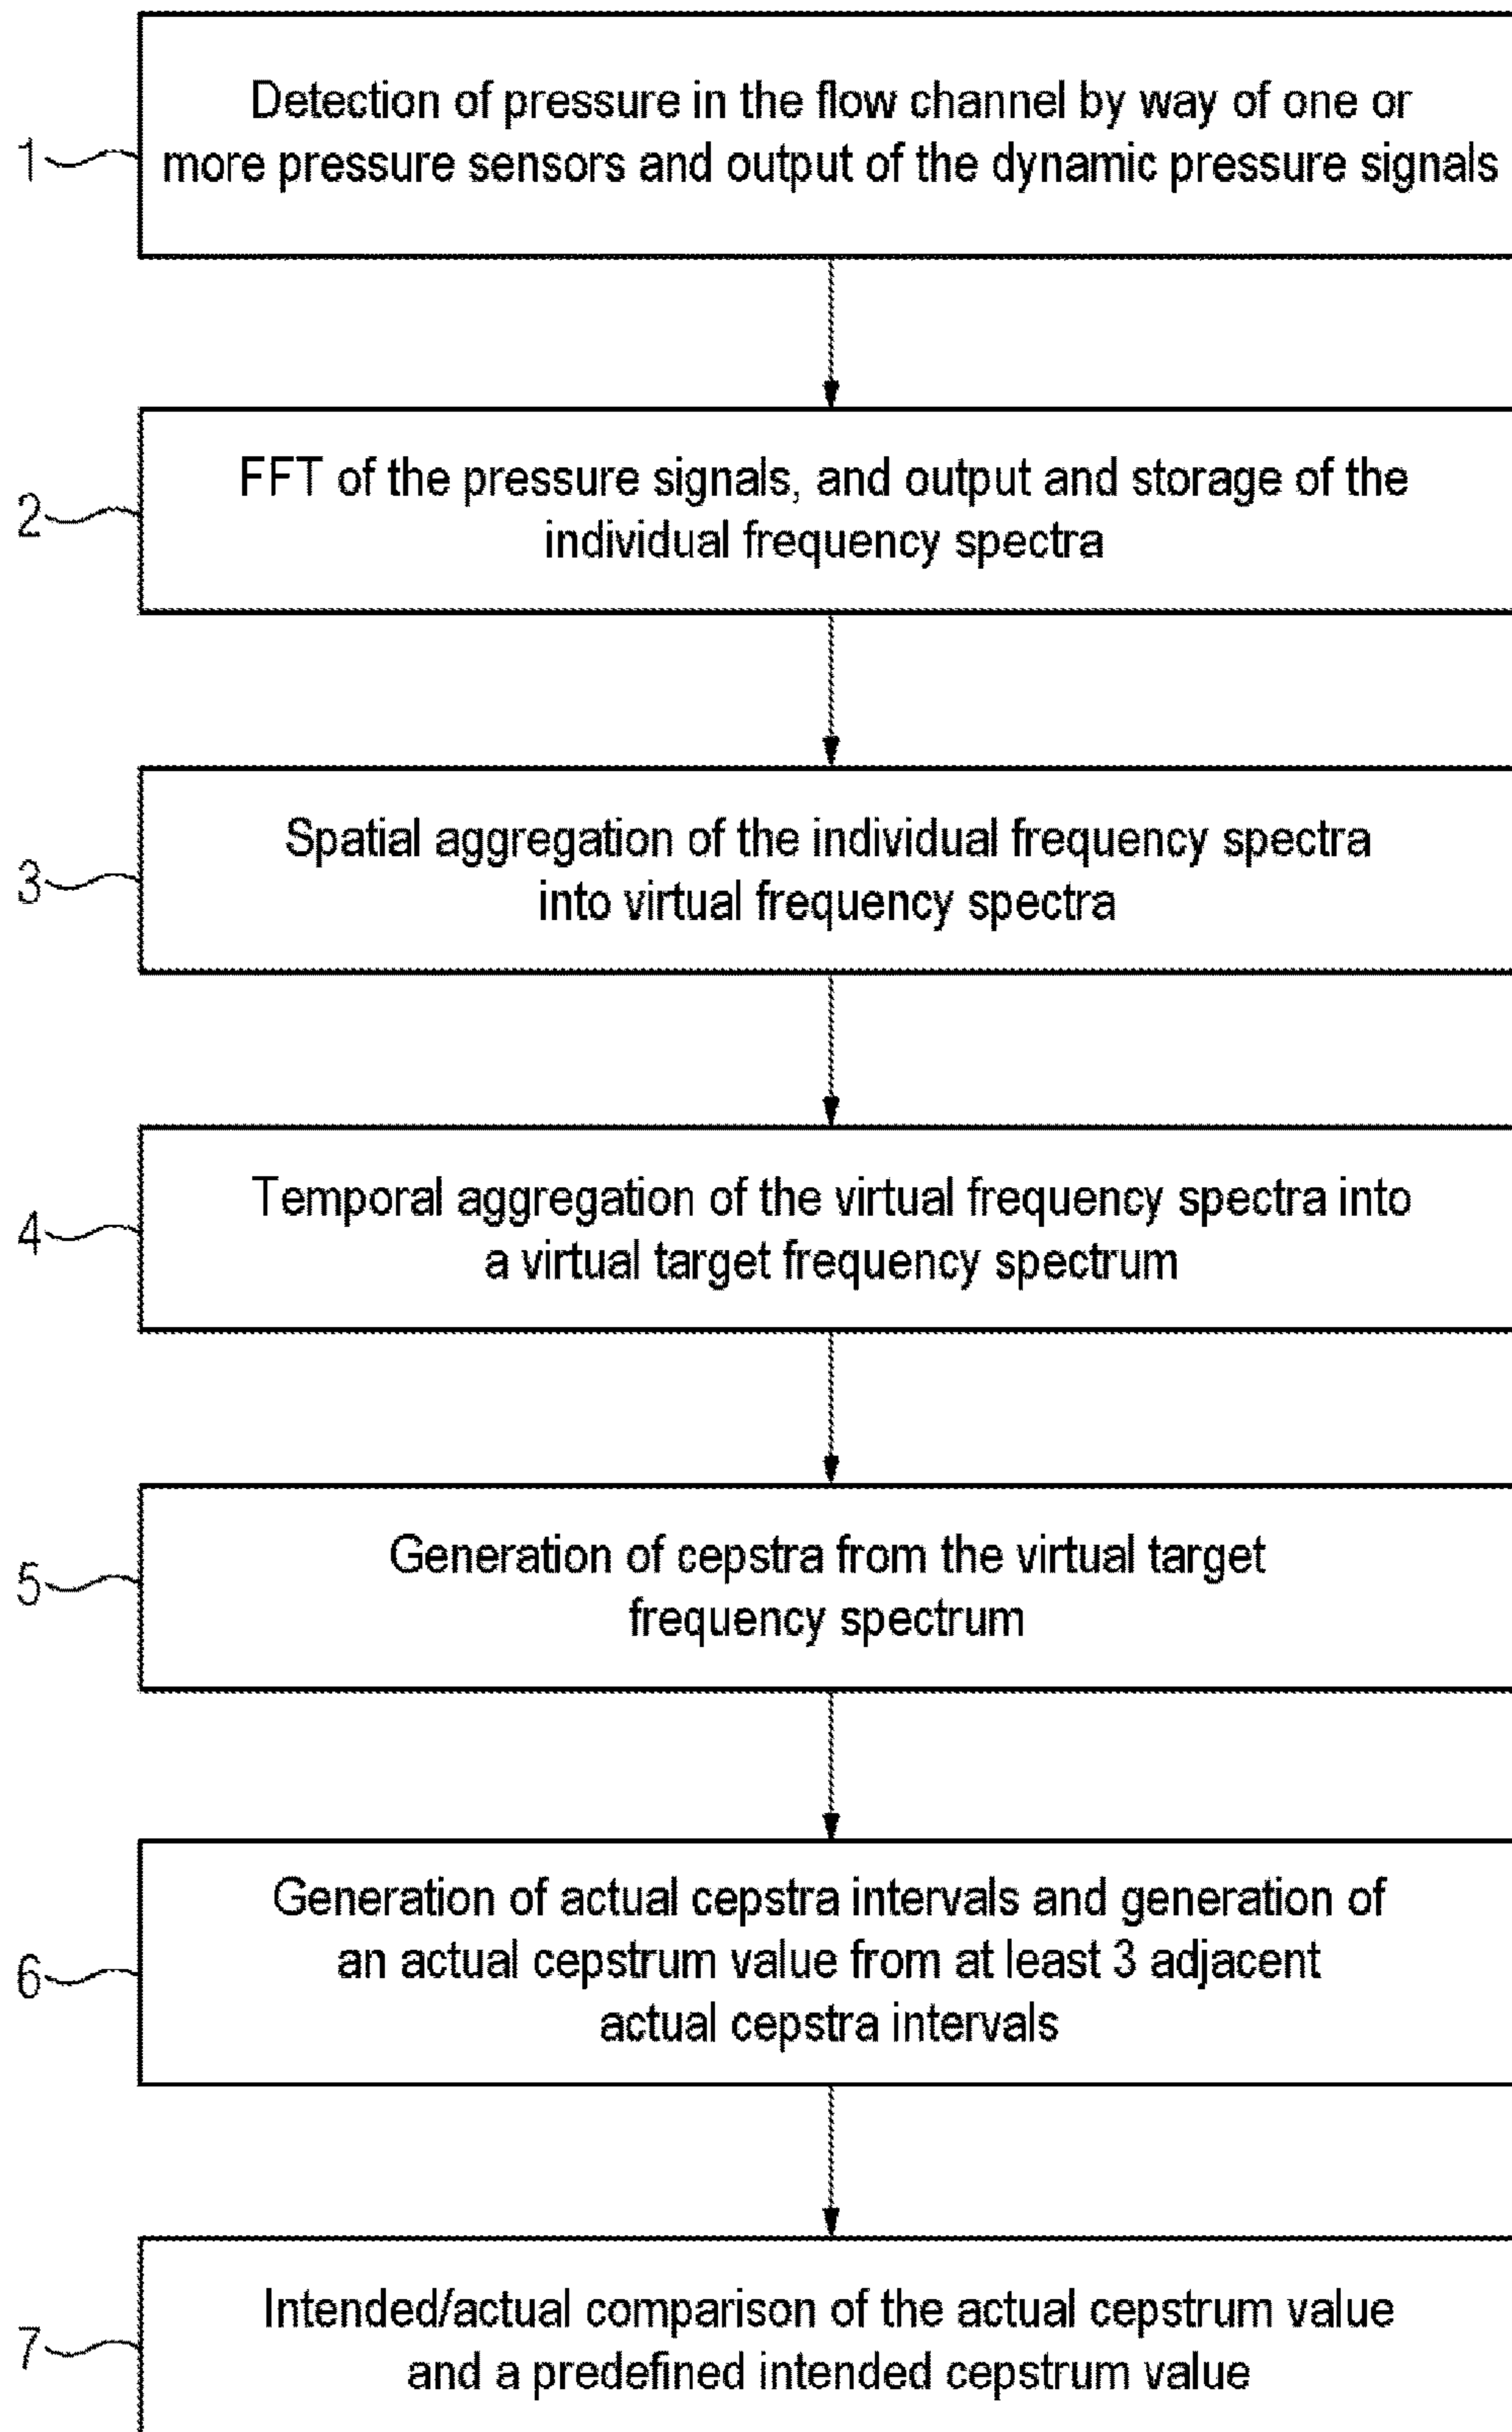 Detection of pressure in the flow channel by way of one or
1
more pressure sensors and output of the dynamic pressure signals
FFT of the pressure signals, and output and storage of the
2
individual frequency spectra
Spatial aggregation of the individual frequency spectra
3
into virtual frequency spectra
Temporal aggregation of the virtual frequency spectra into
4
a virtual target frequency spectrum
Generation of cepstra from the virtual target
5
frequency spectrum
Generation of actual cepstra intervals and generation of
6
an actual cepstrum value from at least 3 adjacent
actual cepstra intervals
Intended/actual comparison of the actual cepstrum value
7
and a predefined intended cepstrum value